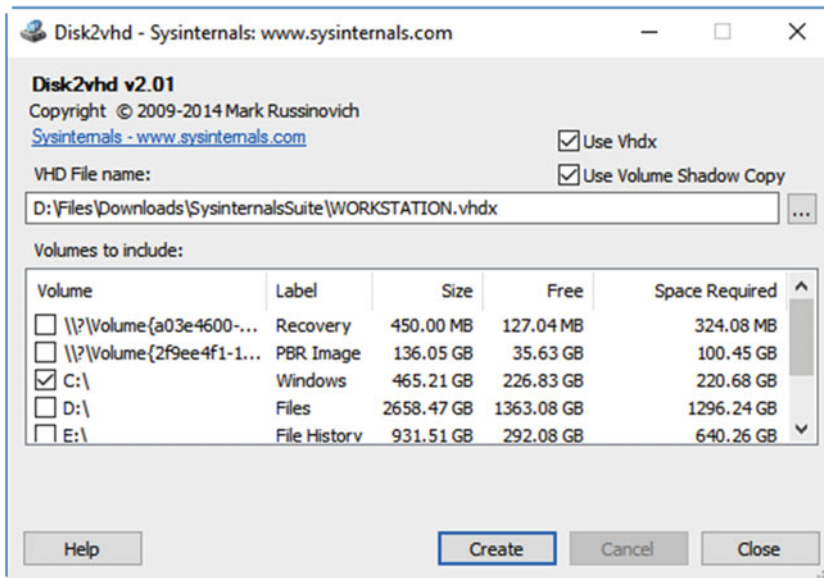 Disk2vhd - Sysinternals: www.sysinternals.com
Disk2vhd v2.01
Copyright © 2009-2014 Mark Russinovich
Sysinternals - www.sysinternals.com
Use Vhdx
VHD File name:
Use Volume Shadow Copy
D:\Files\Downloads\SysinternalsSuite\WORKSTATION.vhdx
...
Volumes to include:
Volume Label Size Free Space Required
\\?\Volume{a03e4600-... Recovery 450.00 MB 127.04 MB 324.08 MB
\\?\Volume{2f9ee4f1-1... PBR Image 136.05 GB 35.63 GB 100.45 GB
C:\ Windows 465.21 GB 226.83 GB 220.68 GB
D:\ Files 2658.47 GB 1363.08 GB 1296.24 GB
E:\ File History 931.51 GB 292.08 GB 640.26 GB
Help Create Cancel Close